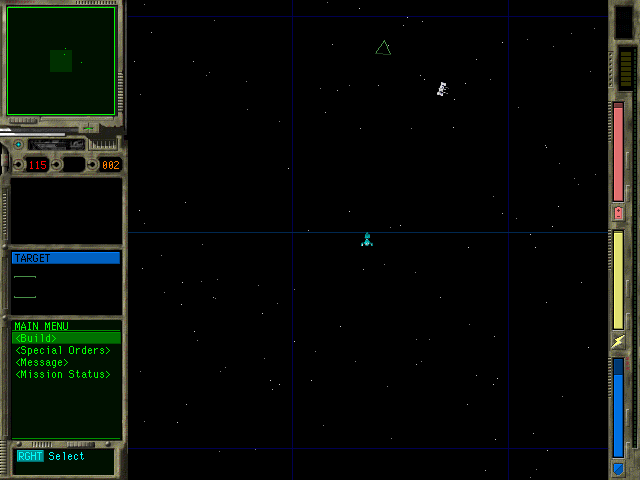 115 002
TARGET
MAIN MENU
<Build>
<Special Orders>
<Message>
<Mission Status>
RGHT Select